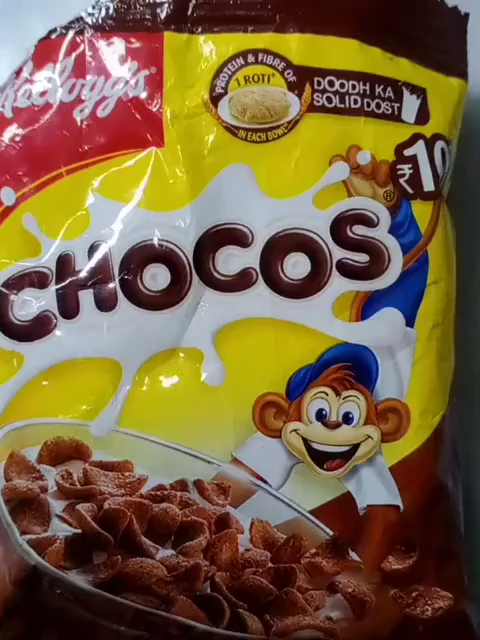 Kellogg's
PROTEIN & FIBRE OF
1 ROTI*
IN EACH BOWL
DOODH KA
SOLID DOST
₹10
CHOCOS®